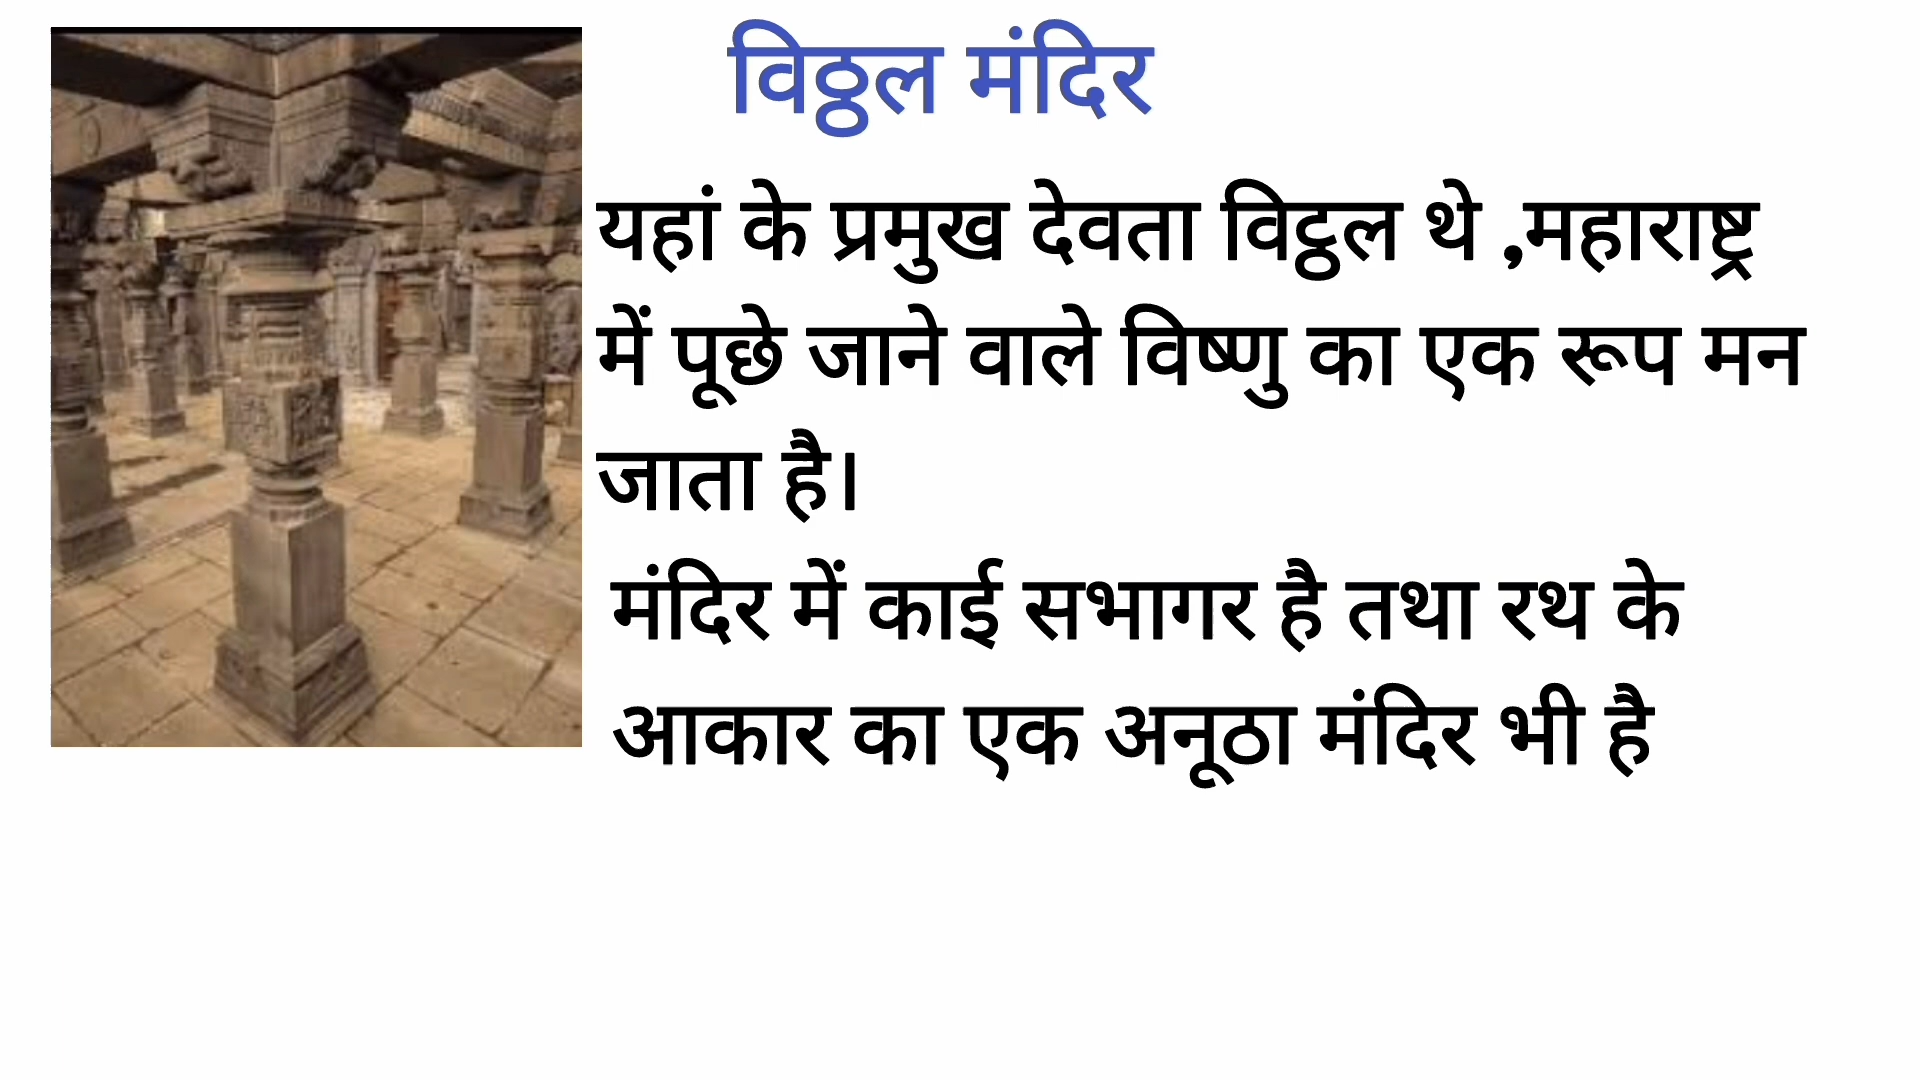 विठ्ठल मंदिर
यहां के प्रमुख देवता विट्ठल थे ,महाराष्ट्र
में पूछे जाने वाले विष्णु का एक रूप मन
जाता है।
मंदिर में काई सभागर है तथा रथ के
आकार का एक अनूठा मंदिर भी है